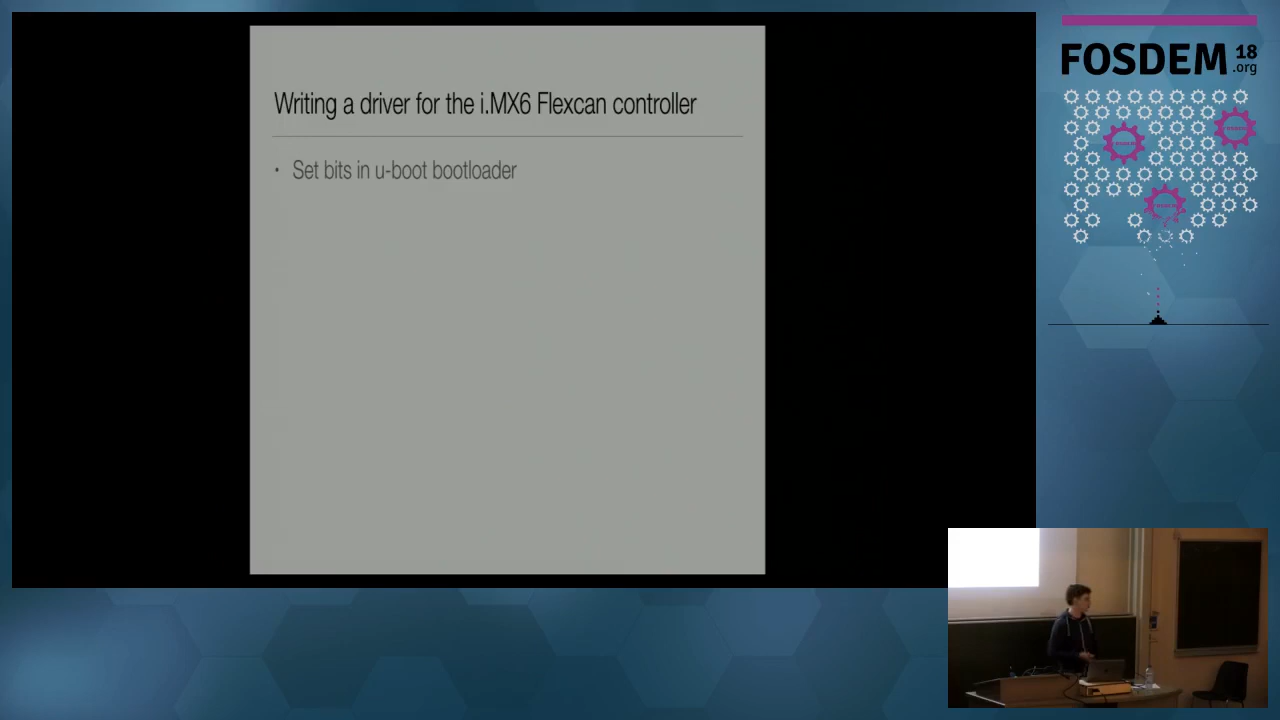 Writing a driver for the i.MX6 Flexcan controller
• Set bits in u-boot bootloader
FOSDEM 18
.org